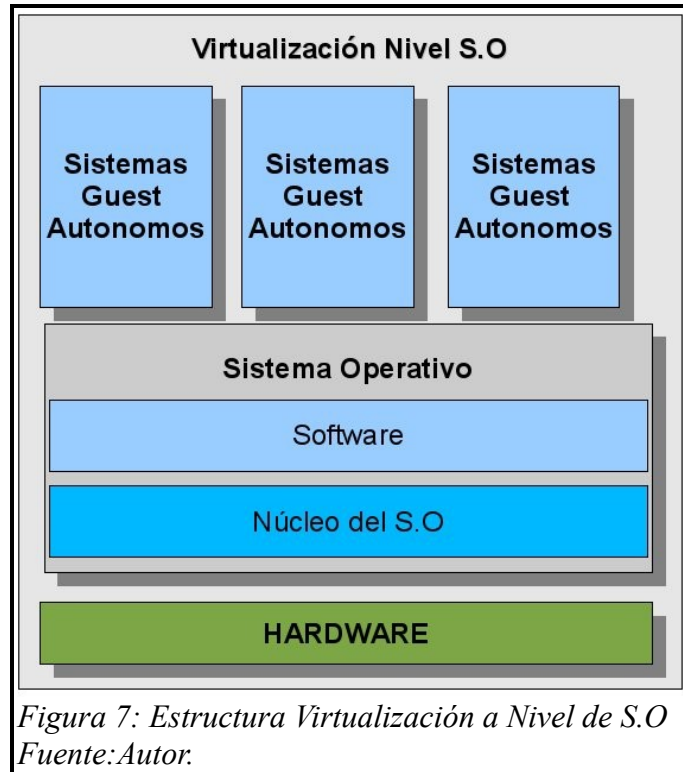 Virtualización Nivel S.O
Sistemas
Guest
Autonomos
Sistemas
Guest
Autonomos
Sistemas
Guest
Autonomos
Sistema Operativo
Software
Núcleo del S.O
HARDWARE
Figura 7: Estructura Virtualización a Nivel de S.O
Fuente:Autor.